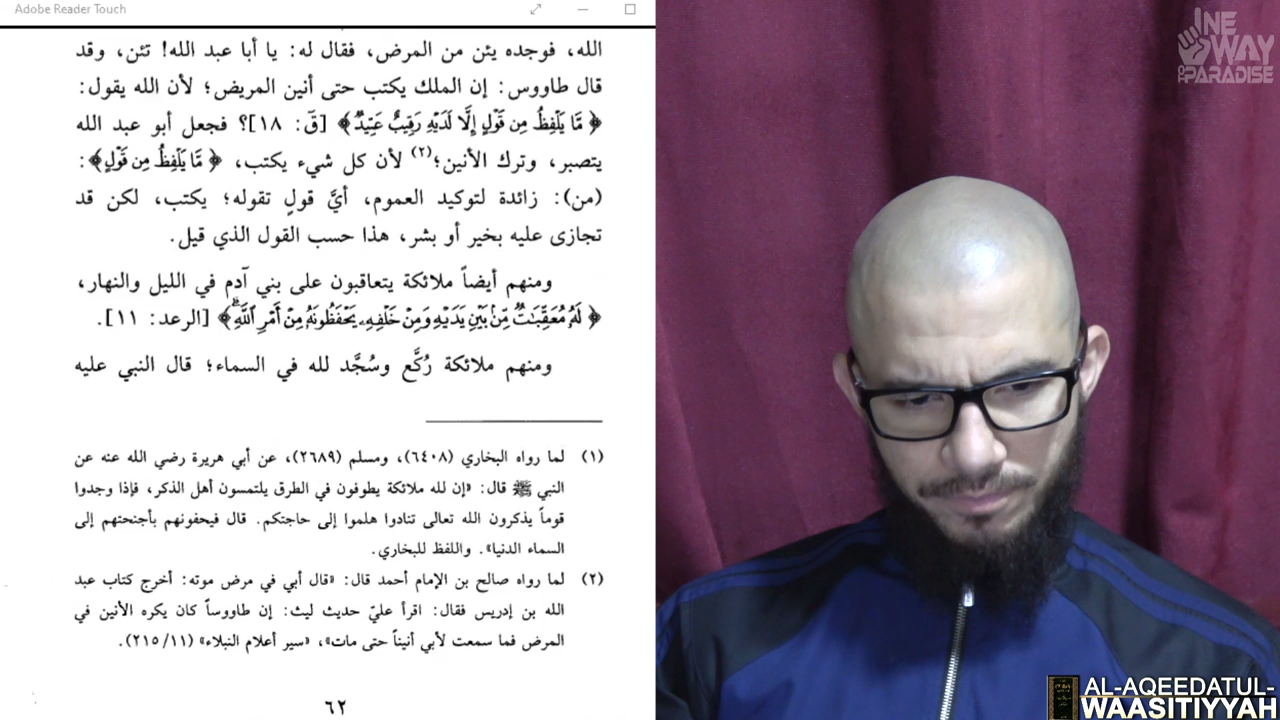 Adobe Reader Touch
الله، فوجده يئن من المرض، فقال له: يا أبا عبد الله! تئن، وقد
قال طاووس: إن الملك يكتب حتى أنين المريض؛ لأن الله يقول:
﴿ مَّا يَلْفِظُ مِن قَوْلٍ إِلَّا لَدَيْهِ رَقِيبٌ عَتِيدٌ ﴾ [قَ: ١٨]؟ فجعل أبو عبد الله
يتصبر، وترك الأنين؛(٢) لأن كل شيء يكتب، ﴿ مَّا يَلْفِظُ مِن قَوْلٍ ﴾:
(من): زائدة لتوكيد العموم، أيَّ قولٍ تقوله؛ يكتب، لكن قد
تجازى عليه بخير أو بشر، هذا حسب القول الذي قيل.
ومنهم أيضاً ملائكة يتعاقبون على بني آدم في الليل والنهار،
﴿ لَهُۥ مُعَقِّبَٰتٌ مِّنۢ بَيْنِ يَدَيْهِ وَمِنْ خَلْفِهِۦ يَحْفَظُونَهُۥ مِنْ أَمْرِ ٱللَّهِۗ ﴾ [الرعد: ١١].
ومنهم ملائكة رُكَّع وسُجَّد لله في السماء؛ قال النبي عليه
(١) لما رواه البخاري (٦٤٠٨)، ومسلم (٢٦٨٩)، عن أبي هريرة رضي الله عنه عن
النبي ﷺ قال: «إن لله ملائكة يطوفون في الطرق يلتمسون أهل الذكر، فإذا وجدوا
قوماً يذكرون الله تعالى تنادوا هلموا إلى حاجتكم. قال فيحفونهم بأجنحتهم إلى
السماء الدنيا». واللفظ للبخاري.
(٢) لما رواه صالح بن الإمام أحمد قال: «قال أبي في مرض موته: أخرج كتاب عبد
الله بن إدريس فقال: اقرأ عليّ حديث ليث: إن طاووساً كان يكره الأنين في
المرض فما سمعت لأبي أنيناً حتى مات»، «سير أعلام النبلاء» (٢١٥/١١).
٦٢
ONE
WAY
TO PARADISE
AL-AQEEDATUL-
WAASITIYYAH